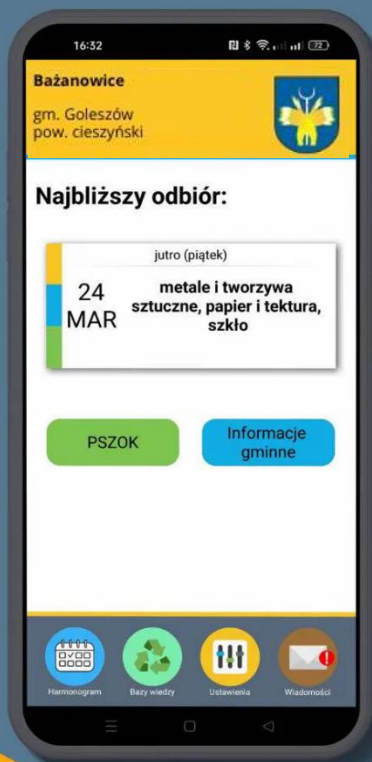 16:32
72
Bażanowice
gm. Goleszów
pow. cieszyński
Najbliższy odbiór:
jutro (piątek)
24
MAR
metale i tworzywa
sztuczne, papier i tektura,
szkło
PSZOK
Informacje
gminne
Harmonogram
Bazy wiedzy
Ustawienia
Wiadomości